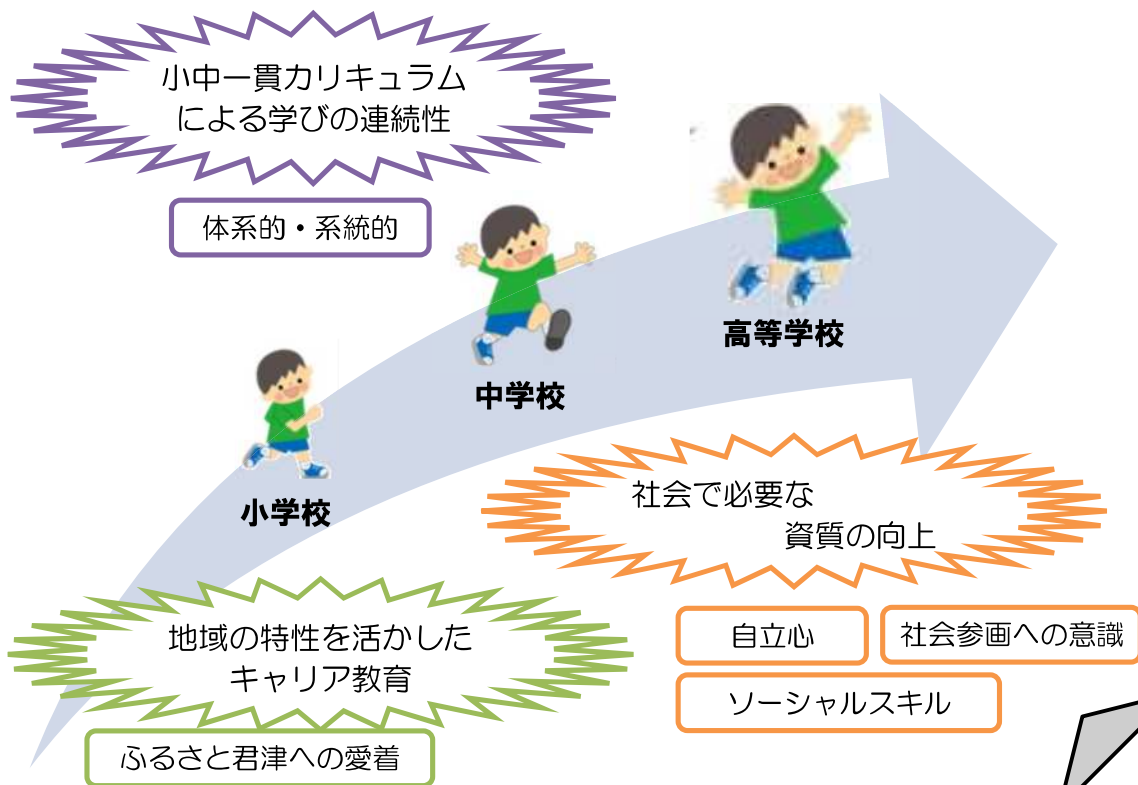 小中一貫カリキュラム
による学びの連続性
体系的・系統的
高等学校
中学校
小学校
社会で必要な
資質の向上
自立心
社会参画への意識
ソーシャルスキル
地域の特性を活かした
キャリア教育
ふるさと君津への愛着